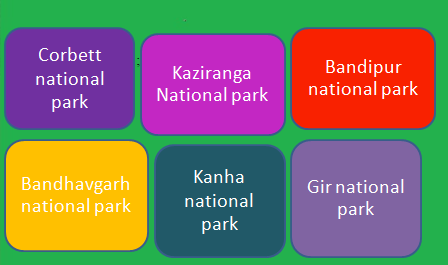 Corbett
national
park
Kaziranga
National park
Bandipur
national park
Bandhavgarh
national park
Kanha
national
park
Gir national
park